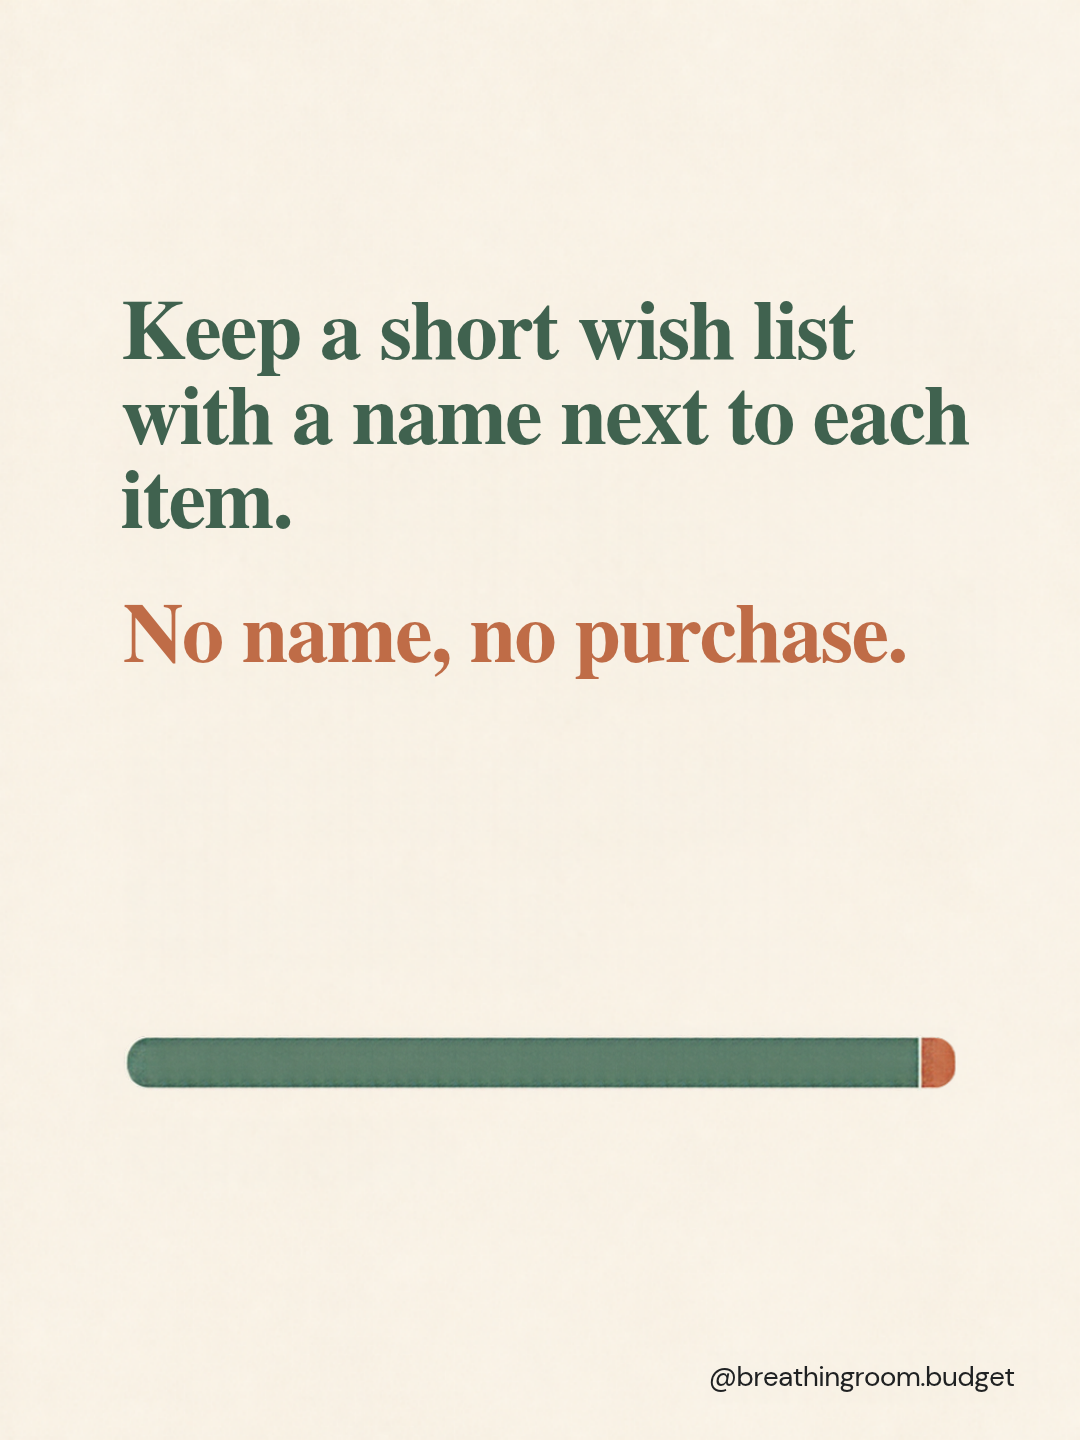 Keep a short wish list
with a name next to each
item.
No name, no purchase.
@breathingroom.budget